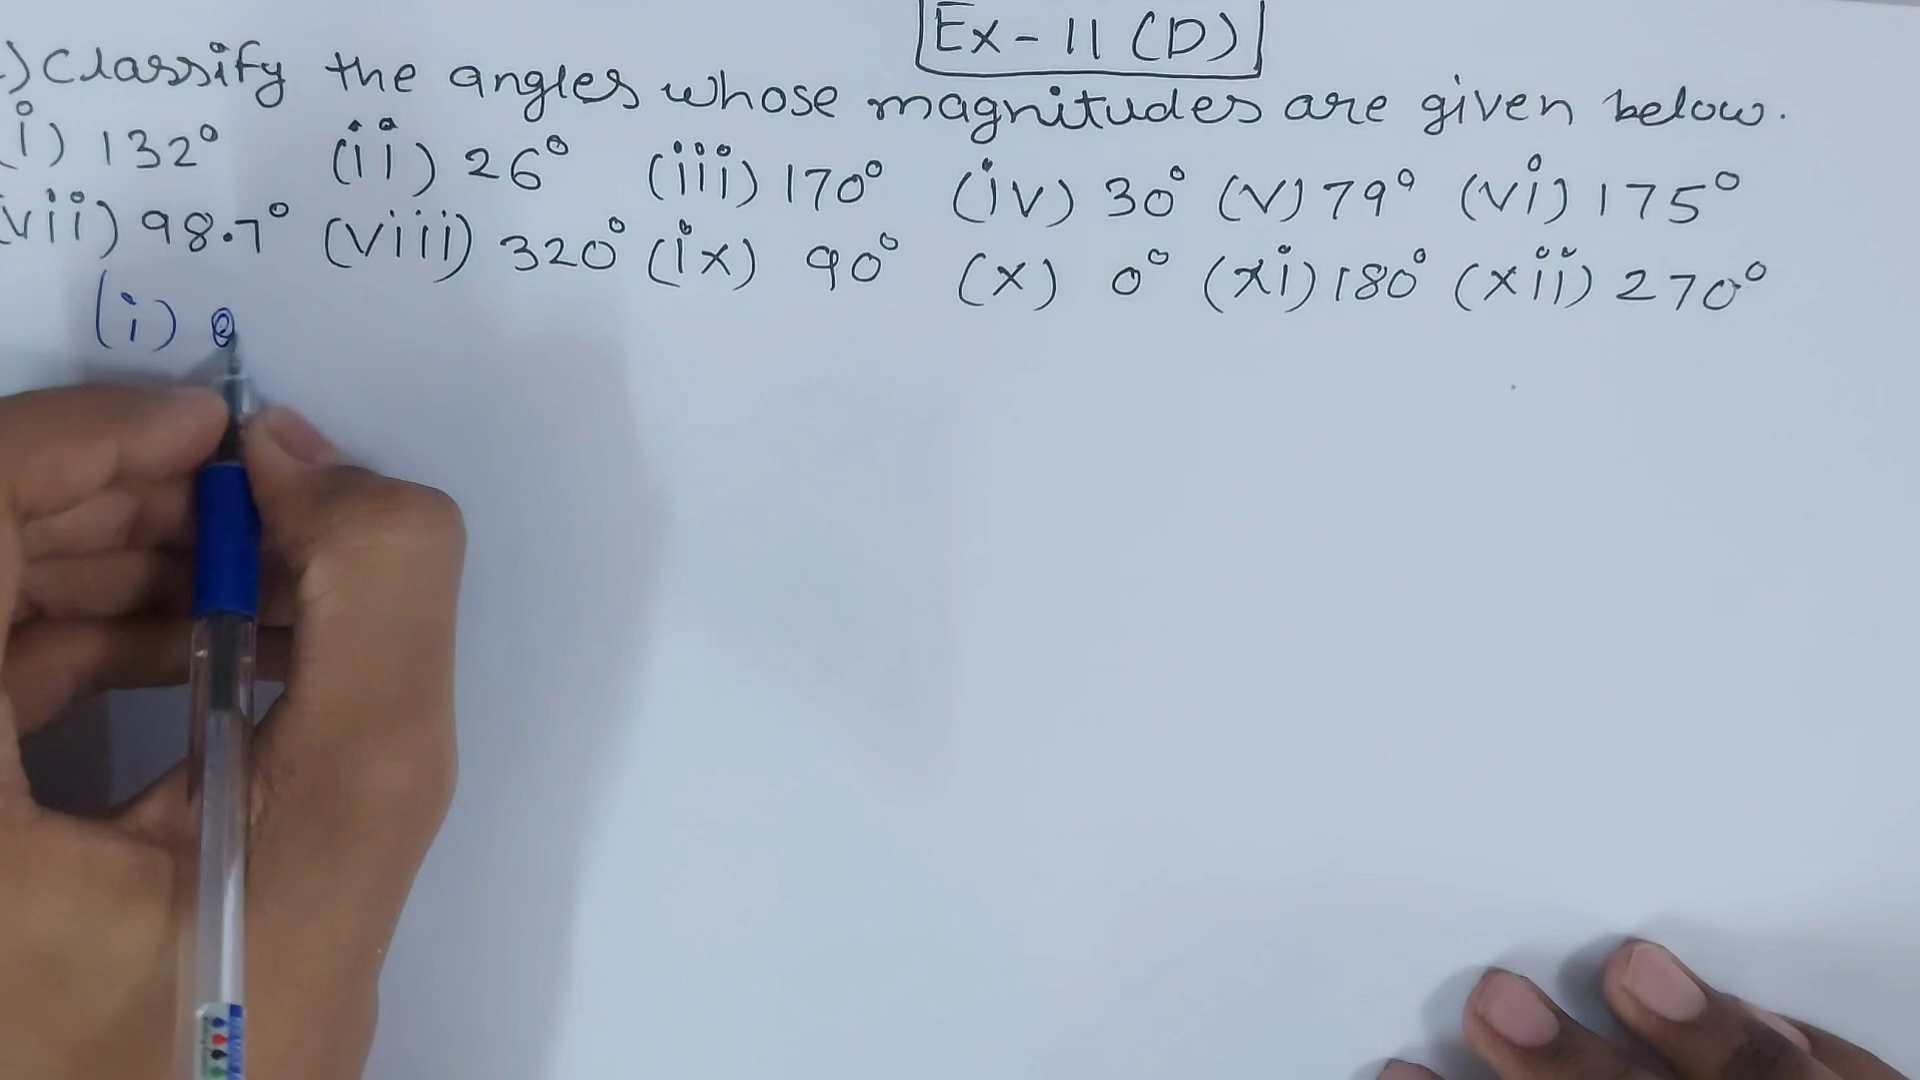 Ex-11 (D)
.) Classify the angles whose magnitudes are given below.
(i) 132° (ii) 26° (iii) 170° (iv) 30° (v) 79° (vi) 175°
(vii) 98.7° (viii) 320° (ix) 90° (x) 0° (xi) 180° (xii) 270°
(i)